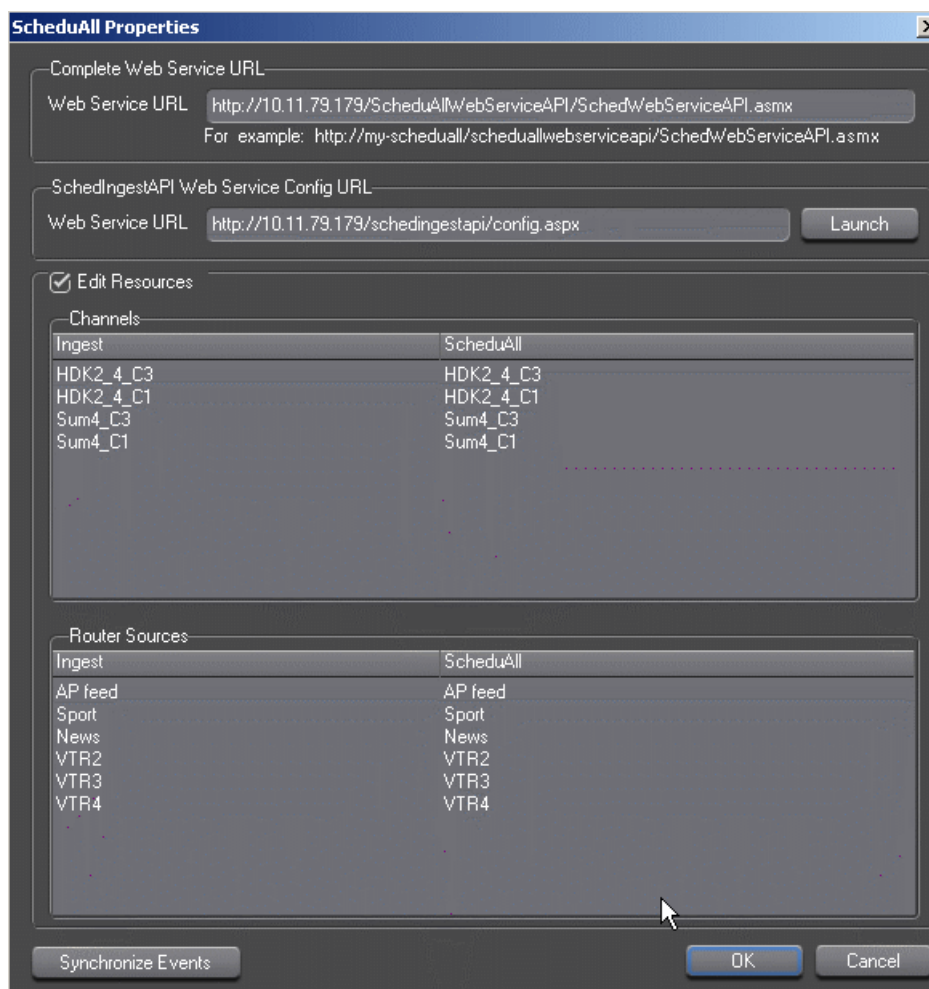 ScheduAll Properties
Complete Web Service URL
Web Service URL http://10.11.79.179/ScheduAllWebServiceAPI/SchedWebServiceAPI.asmx
For example: http://my-scheduall/scheduallwebserviceapi/SchedWebServiceAPI.asmx
SchedIngestAPI Web Service Config URL
Web Service URL http://10.11.79.179/schedingestapi/config.aspx Launch
Edit Resources
Channels
Ingest ScheduAll
HDK2_4_C3 HDK2_4_C3
HDK2_4_C1 HDK2_4_C1
Sum4_C3 Sum4_C3
Sum4_C1 Sum4_C1
Router Sources
Ingest ScheduAll
AP feed AP feed
Sport Sport
News News
VTR2 VTR2
VTR3 VTR3
VTR4 VTR4
Synchronize Events OK Cancel